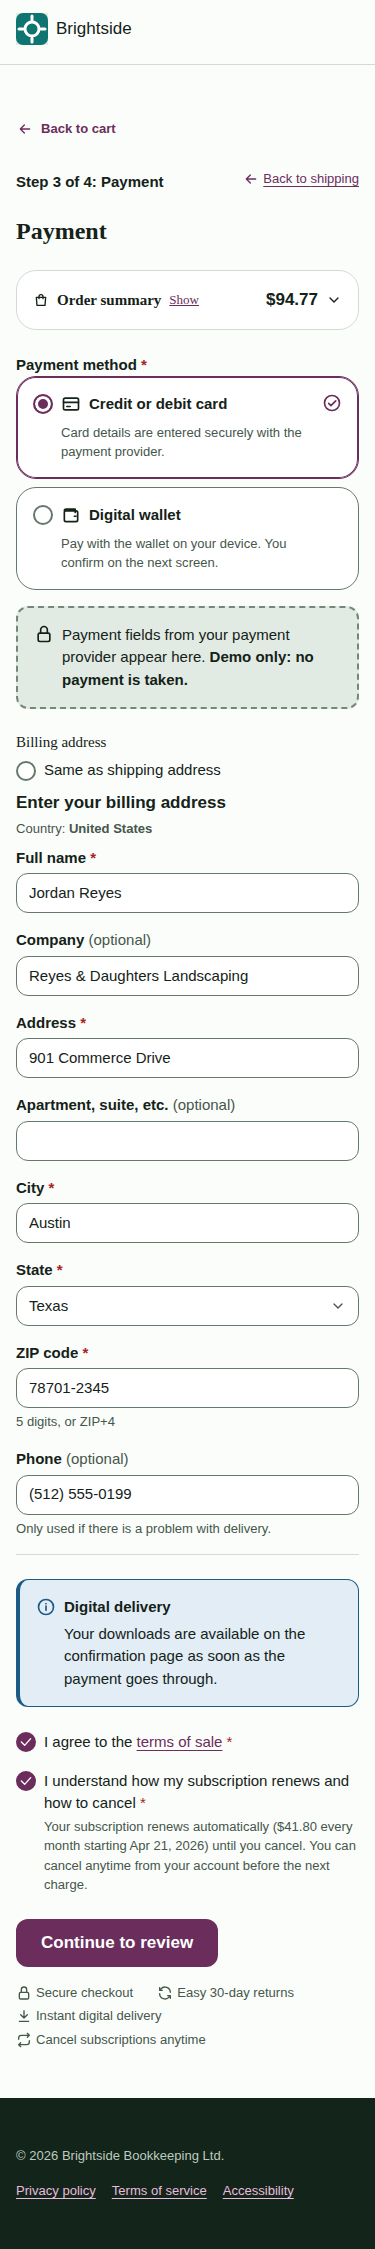 Brightside
Back to cart
Step 3 of 4: Payment
Back to shipping
Payment
Order summary Show $94.77
Payment method *
Credit or debit card
Card details are entered securely with the
payment provider.
Digital wallet
Pay with the wallet on your device. You
confirm on the next screen.
Payment fields from your payment
provider appear here. Demo only: no
payment is taken.
Billing address
Same as shipping address
Enter your billing address
Country: United States
Full name *
Jordan Reyes
Company (optional)
Reyes & Daughters Landscaping
Address *
901 Commerce Drive
Apartment, suite, etc. (optional)
City *
Austin
State *
Texas
ZIP code *
78701-2345
5 digits, or ZIP+4
Phone (optional)
(512) 555-0199
Only used if there is a problem with delivery.
Digital delivery
Your downloads are available on the
confirmation page as soon as the
payment goes through.
I agree to the terms of sale *
I understand how my subscription renews and
how to cancel *
Your subscription renews automatically ($41.80 every
month starting Apr 21, 2026) until you cancel. You can
cancel anytime from your account before the next
charge.
Continue to review
Secure checkout Easy 30-day returns
Instant digital delivery
Cancel subscriptions anytime
© 2026 Brightside Bookkeeping Ltd.
Privacy policy Terms of service Accessibility